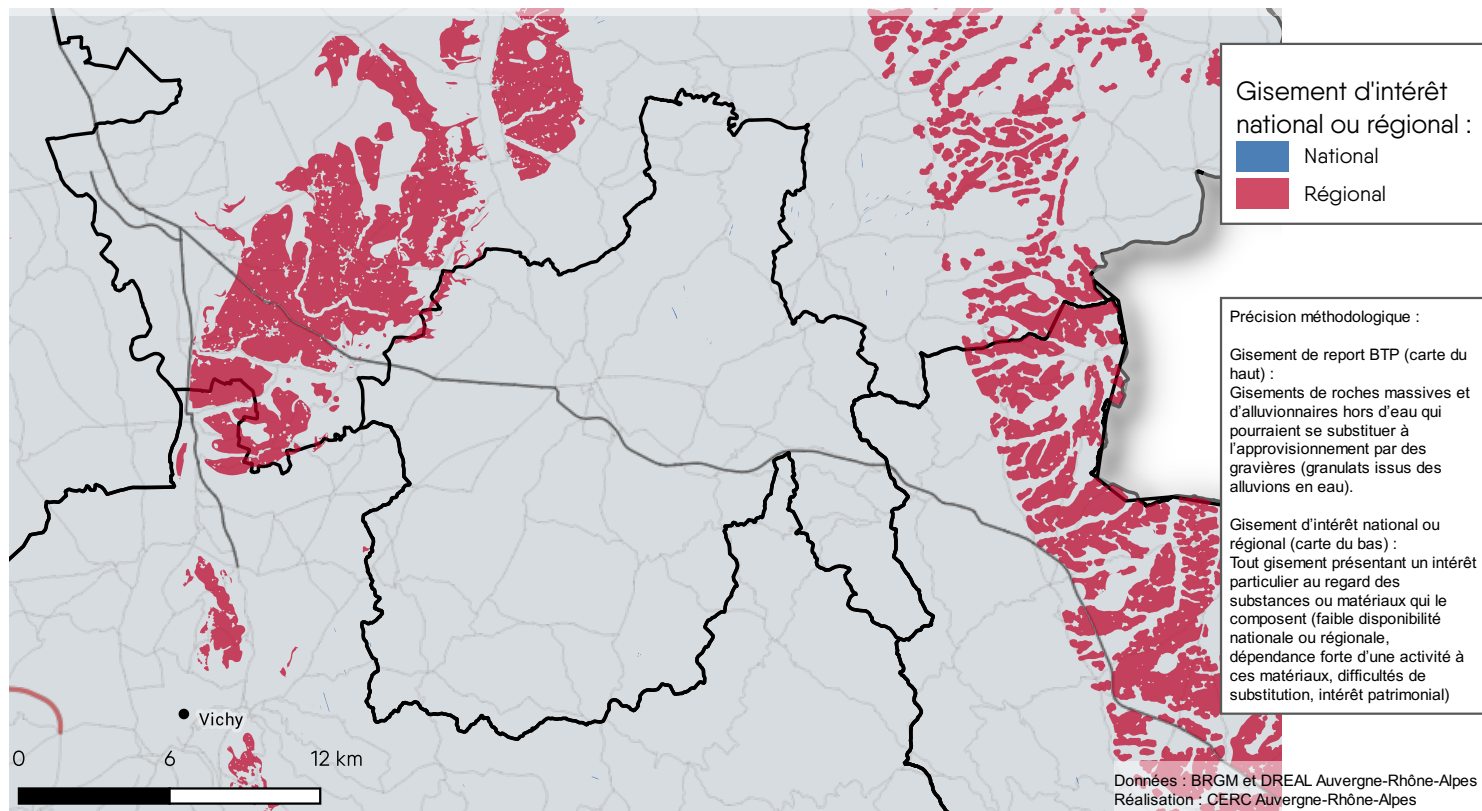 Gisement d'intérêt
national ou régional :
National
Régional
Précision méthodologique :
Gisement de report BTP (carte du
haut) :
Gisements de roches massives et
d'alluvionnaires hors d'eau qui
pourraient se substituer à
l'approvisionnement par des
gravières (granulats issus des
alluvions en eau).
Gisement d'intérêt national ou
régional (carte du bas) :
Tout gisement présentant un intérêt
particulier au regard des
substances ou matériaux qui le
composent (faible disponibilité
nationale ou régionale,
dépendance forte d'une activité à
ces matériaux, difficultés de
substitution, intérêt patrimonial)
Vichy
0 6 12 km
Données : BRGM et DREAL Auvergne-Rhône-Alpes
Réalisation : CERC Auvergne-Rhône-Alpes